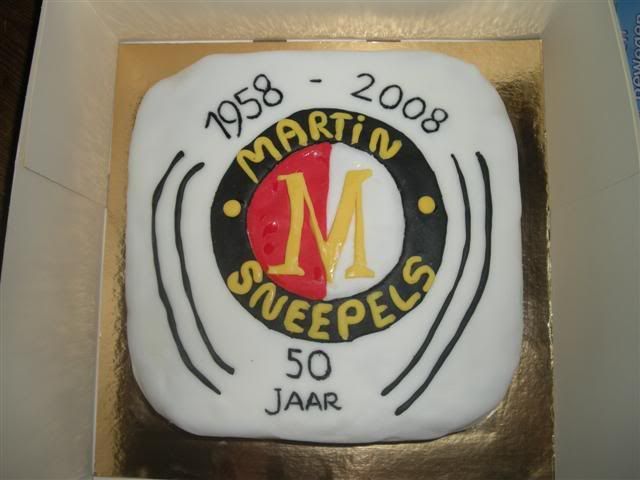 1958 - 2008
MARTiN
M
SNEEPELS
50
JAAR